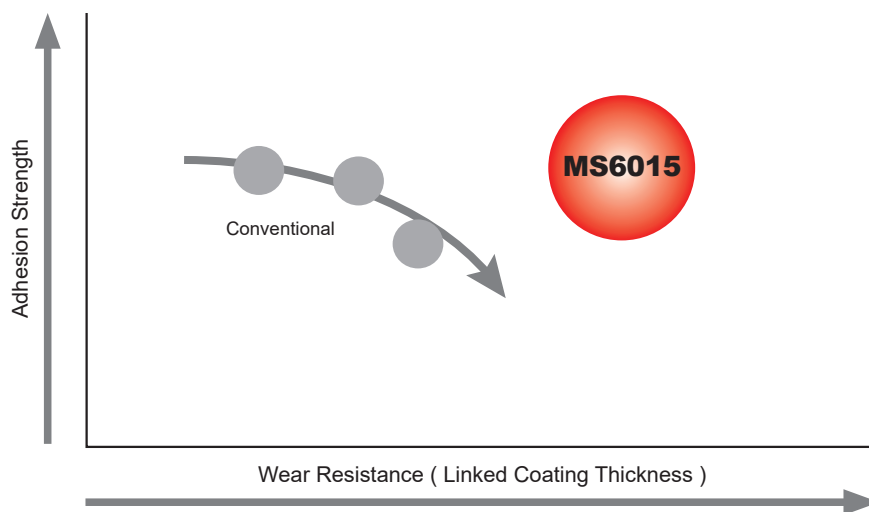 Adhesion Strength
MS6015
Conventional
Wear Resistance ( Linked Coating Thickness )